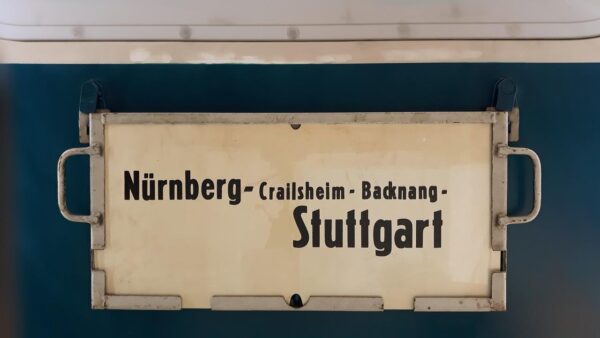 Nürnberg- Crailsheim - Backnang -
Stuttgart